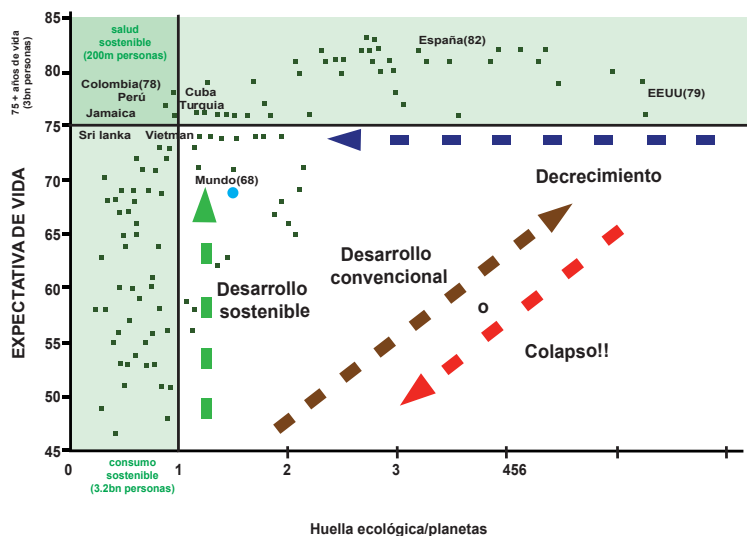 85
80
75
70
65
60
55
50
45
75 + años de vida
(3bn personas)
EXPECTATIVA DE VIDA
salud
sostenible
(200m personas)
España(82)
Colombia(78)
Perú
Jamaica
Cuba
Turquia
EEUU(79)
Sri lanka
Vietman
Mundo(68)
Decrecimiento
Desarrollo
convencional
Desarrollo
sostenible
o
Colapso!!
0
1
2
3
456
consumo
sostenible
(3.2bn personas)
Huella ecológica/planetas